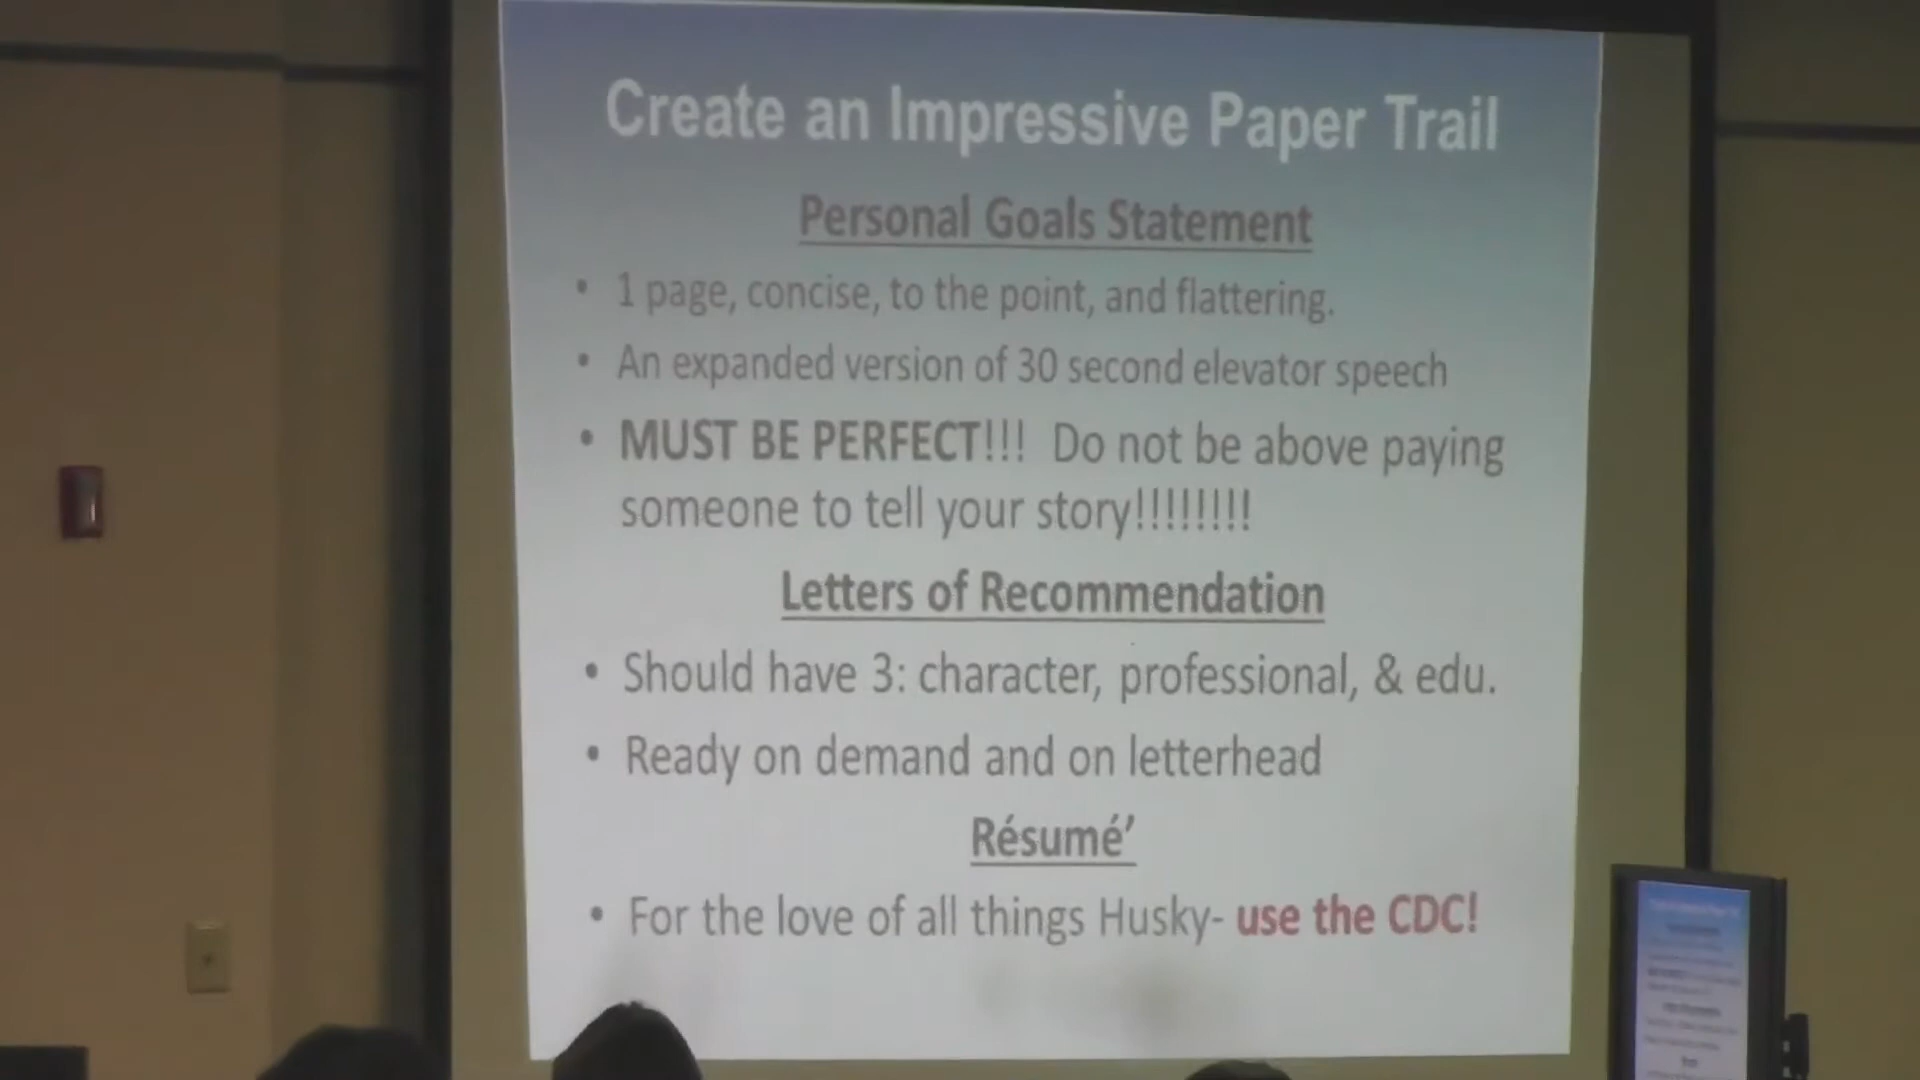 Create an Impressive Paper Trail
Personal Goals Statement
• 1 page, concise, to the point, and flattering.
• An expanded version of 30 second elevator speech
• MUST BE PERFECT!!! Do not be above paying
someone to tell your story!!!!!!!!
Letters of Recommendation
• Should have 3: character, professional, & edu.
• Ready on demand and on letterhead
Résumé’
• For the love of all things Husky- use the CDC!